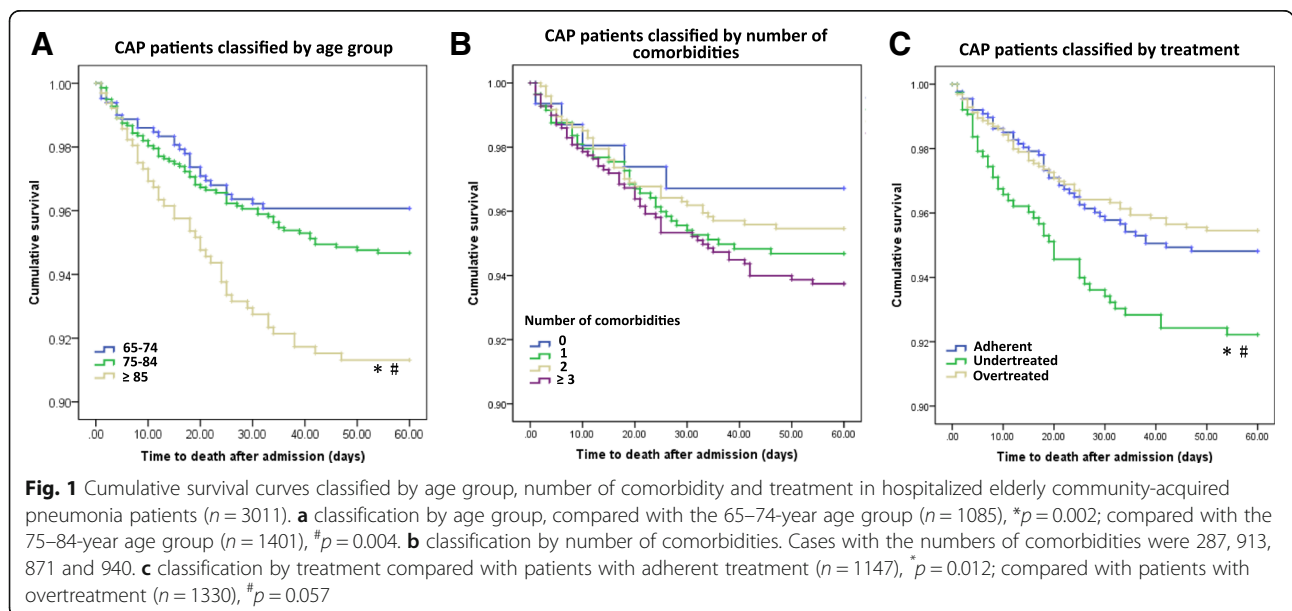 A
CAP patients classified by age group
Cumulative survival
1.00
0.98
0.96
0.94
0.92
0.90
65-74
75-84
≥ 85
* #
.00 10.00 20.00 30.00 40.00 50.00 60.00
Time to death after admission (days)
B
CAP patients classified by number of
comorbidities
Cumulative survival
1.00
0.98
0.96
0.94
0.92
0.90
Number of comorbidities
0
1
2
≥ 3
.00 10.00 20.00 30.00 40.00 50.00 60.00
Time to death after admission (days)
C
CAP patients classified by treatment
Cumulative survival
1.00
0.98
0.96
0.94
0.92
0.90
Adherent
Undertreated
Overtreated
* #
.00 10.00 20.00 30.00 40.00 50.00 60.00
Time to death after admission (days)
Fig. 1 Cumulative survival curves classified by age group, number of comorbidity and treatment in hospitalized elderly community-acquired
pneumonia patients (n = 3011). a classification by age group, compared with the 65–74-year age group (n = 1085), *p = 0.002; compared with the
75–84-year age group (n = 1401), #p = 0.004. b classification by number of comorbidities. Cases with the numbers of comorbidities were 287, 913,
871 and 940. c classification by treatment compared with patients with adherent treatment (n = 1147), *p = 0.012; compared with patients with
overtreatment (n = 1330), #p = 0.057